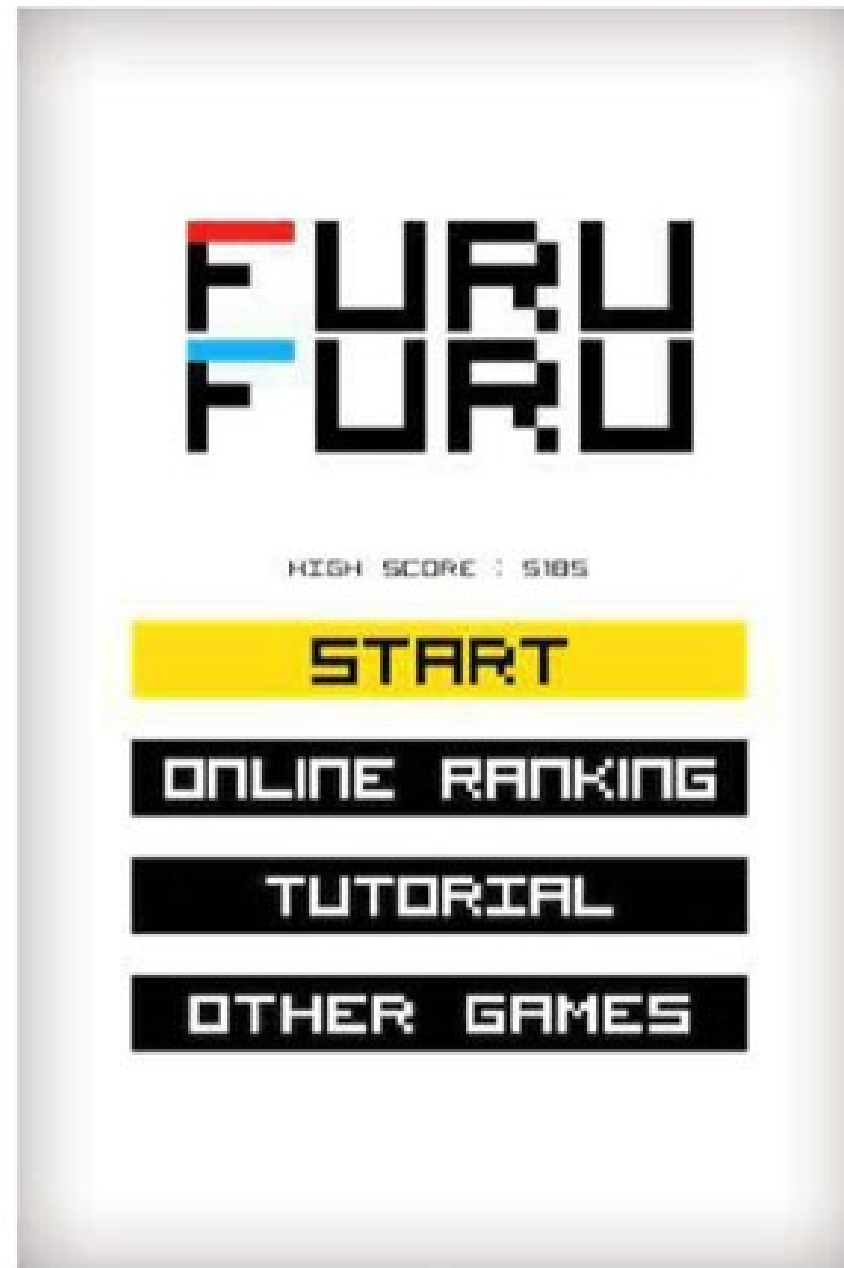 FURU
FURU
HIGH SCORE : 5185
START
ONLINE RANKING
TUTORIAL
OTHER GAMES